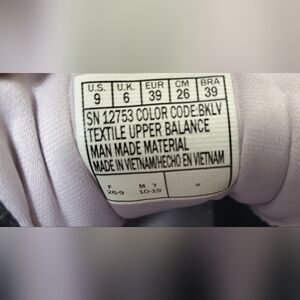 U.S. U.K. EUR CM BRA
9 6 39 26 39
SN 12753 COLOR CODE:BKLV
TEXTILE UPPER BALANCE
MAN MADE MATERIAL
MADE IN VIETNAM/HECHO EN VIETNAM
F M Y
26-9 10-19